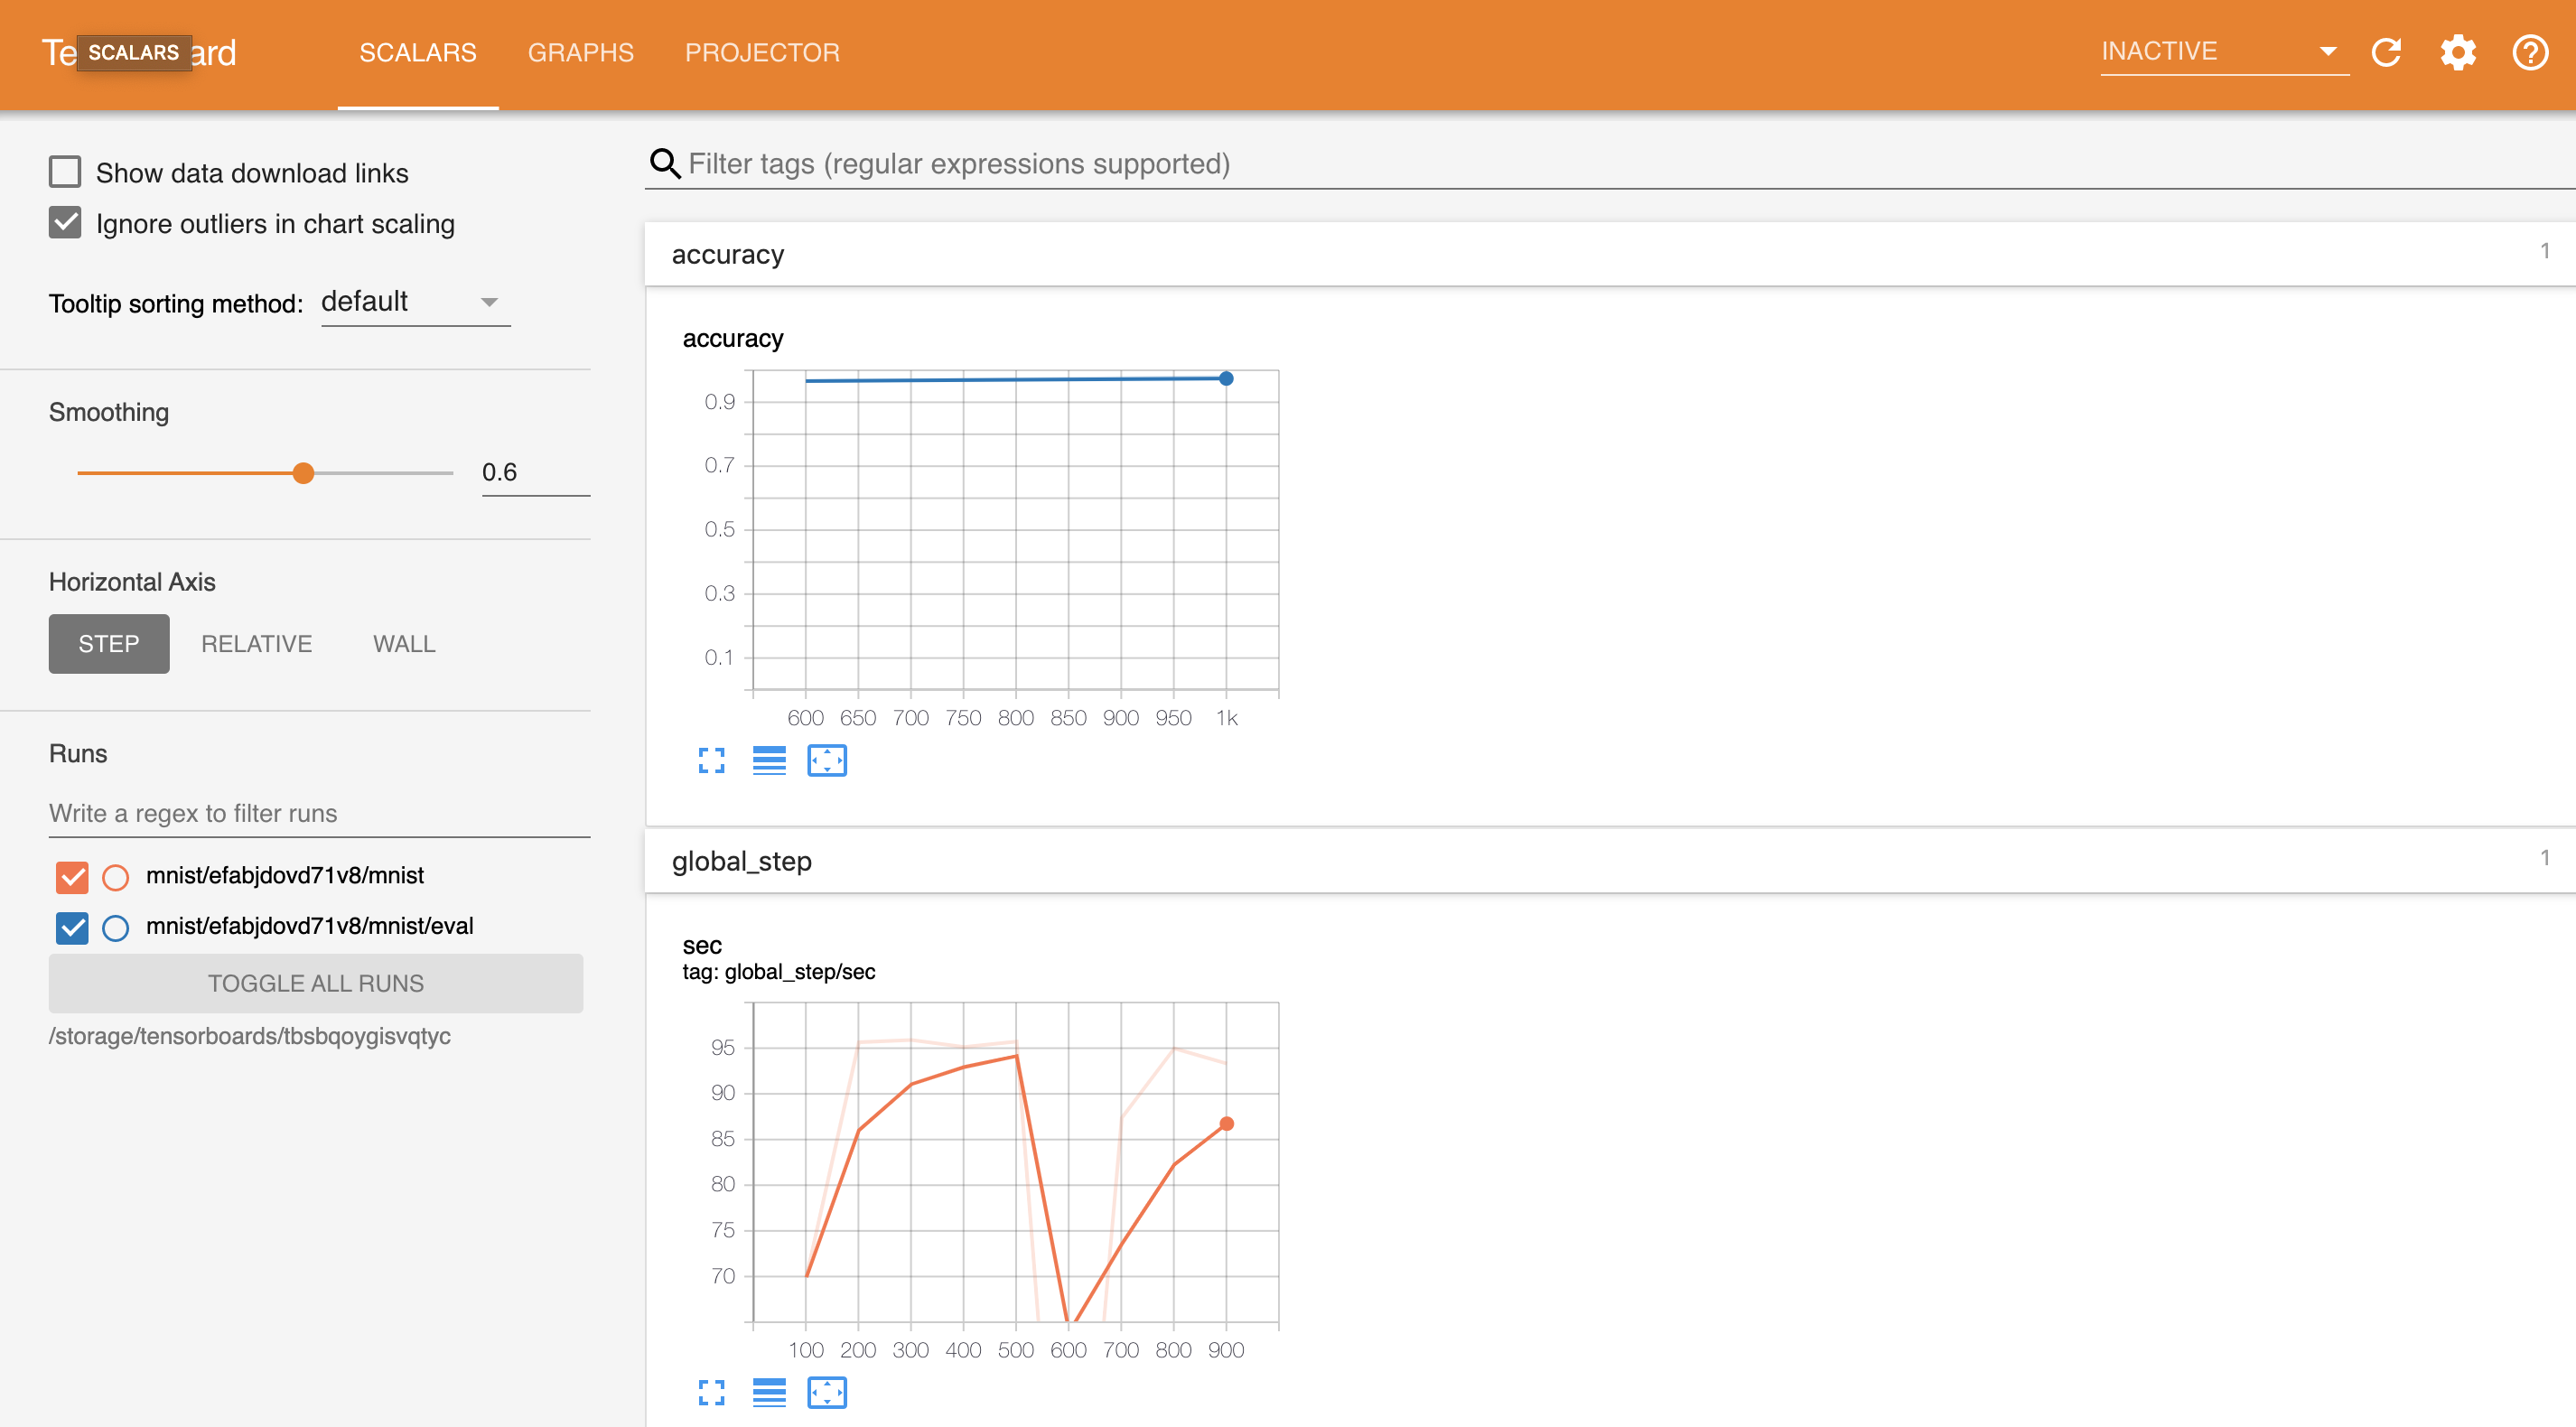 Te SCALARS ard
SCALARS GRAPHS PROJECTOR
INACTIVE
Show data download links
Ignore outliers in chart scaling
Tooltip sorting method: default
Smoothing
0.6
Horizontal Axis
STEP RELATIVE WALL
Runs
Write a regex to filter runs
mnist/efabjdovd71v8/mnist
mnist/efabjdovd71v8/mnist/eval
TOGGLE ALL RUNS
/storage/tensorboards/tbsbqoygisvqtyc
Filter tags (regular expressions supported)
accuracy 1
accuracy
0.9
0.7
0.5
0.3
0.1
600 650 700 750 800 850 900 950 1k
global_step 1
sec
tag: global_step/sec
95
90
85
80
75
70
100 200 300 400 500 600 700 800 900